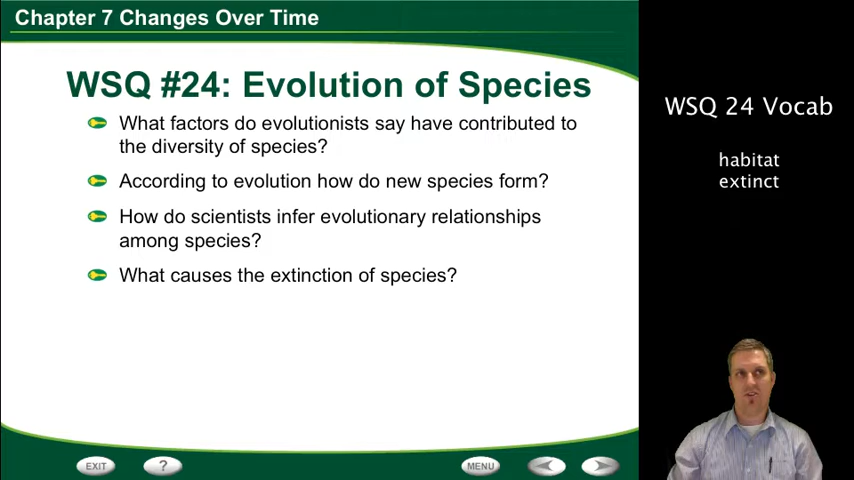 Chapter 7 Changes Over Time
WSQ #24: Evolution of Species
What factors do evolutionists say have contributed to
the diversity of species?
According to evolution how do new species form?
How do scientists infer evolutionary relationships
among species?
What causes the extinction of species?
WSQ 24 Vocab
habitat
extinct
EXIT
?
MENU